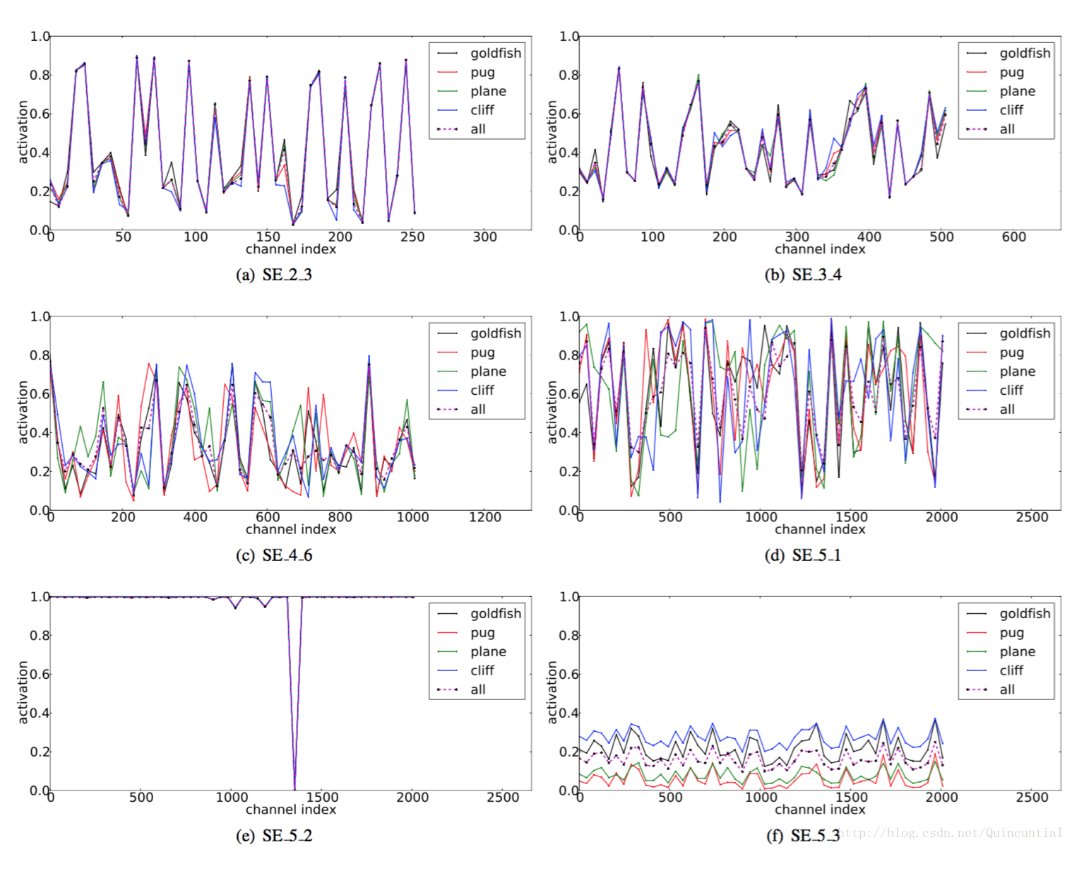 1.0
0.8
0.6
0.4
0.2
0.0
activation
0 50 100 150 200 250 300
channel index
goldfish
pug
plane
cliff
all
(a) SE_2_3
1.0
0.8
0.6
0.4
0.2
0.0
activation
0 100 200 300 400 500 600
channel index
goldfish
pug
plane
cliff
all
(b) SE_3_4
1.0
0.8
0.6
0.4
0.2
0.0
activation
0 200 400 600 800 1000 1200
channel index
goldfish
pug
plane
cliff
all
(c) SE_4_6
1.0
0.8
0.6
0.4
0.2
0.0
activation
0 500 1000 1500 2000 2500
channel index
goldfish
pug
plane
cliff
all
(d) SE_5_1
1.0
0.8
0.6
0.4
0.2
0.0
activation
0 500 1000 1500 2000 2500
channel index
goldfish
pug
plane
cliff
all
(e) SE_5_2
1.0
0.8
0.6
0.4
0.2
0.0
activation
0 500 1000 1500 2000 2500
channel index
goldfish
pug
plane
cliff
all
(f) SE_5_3
http://blog.csdn.net/Quincuntial